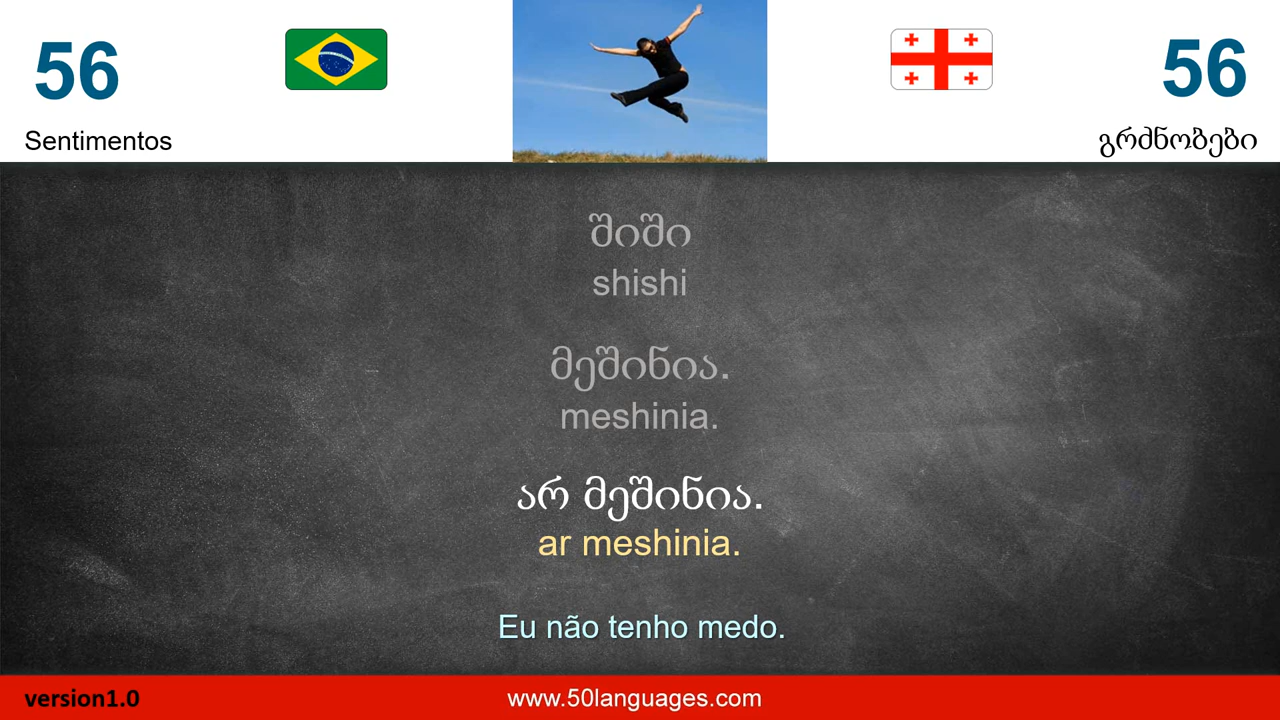 56
56
Sentimentos
გრძნობები
შიში
shishi
მეშინია.
meshinia.
არ მეშინია.
ar meshinia.
Eu não tenho medo.
version1.0
www.50languages.com